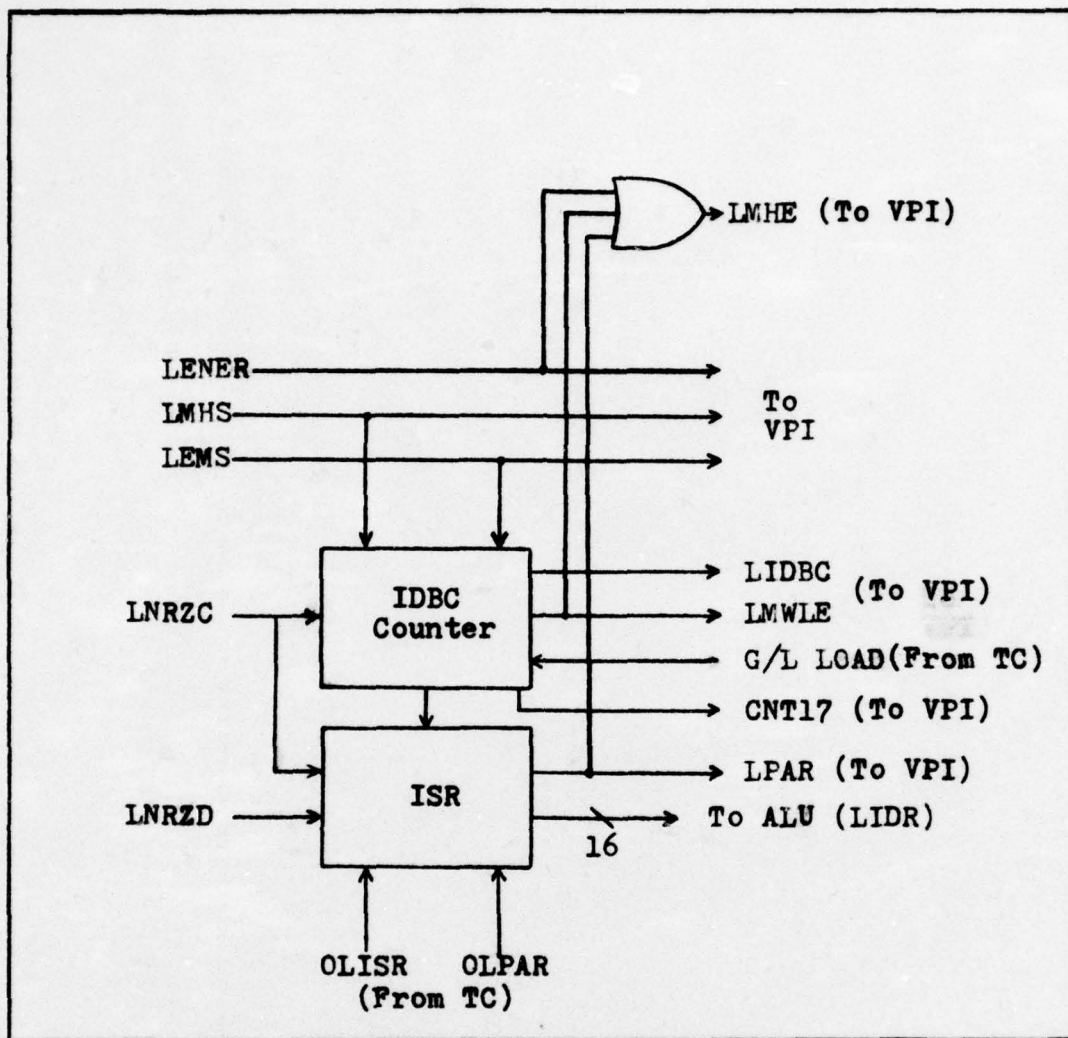 LMHE (To VPI)
LENER
LMHS
To
VPI
LEMS
LIDBC
(To VPI)
IDBC
Counter
LNRZC
LMWLE
G/L LOAD(From TC)
CNT17 (To VPI)
LPAR (To VPI)
ISR
LNRZD
To ALU (LIDR)
16
OLISR OLPAR
(From TC)